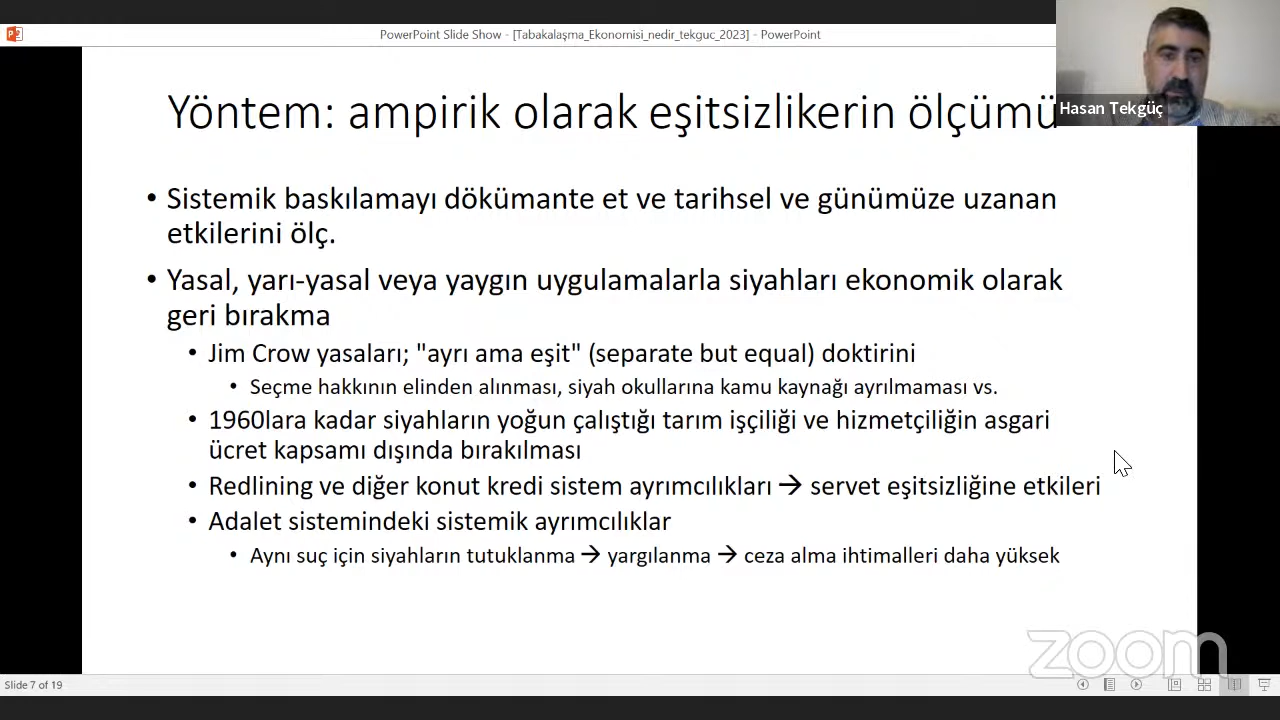 PowerPoint Slide Show - [Tabakalaşma_Ekonomisi_nedir_tekguc_2023] - PowerPoint
Hasan Tekgüç
Yöntem: ampirik olarak eşitsizlikerin ölçümü
• Sistemik baskılamayı dökümante et ve tarihsel ve günümüze uzanan
etkilerini ölç.
• Yasal, yarı-yasal veya yaygın uygulamalarla siyahları ekonomik olarak
geri bırakma
• Jim Crow yasaları; "ayrı ama eşit" (separate but equal) doktirini
• Seçme hakkının elinden alınması, siyah okullarına kamu kaynağı ayrılmaması vs.
• 1960lara kadar siyahların yoğun çalıştığı tarım işçiliği ve hizmetçiliğin asgari
ücret kapsamı dışında bırakılması
• Redlining ve diğer konut kredi sistem ayrımcılıkları → servet eşitsizliğine etkileri
• Adalet sistemindeki sistemik ayrımcılıklar
• Aynı suç için siyahların tutuklanma → yargılanma → ceza alma ihtimalleri daha yüksek
zoom
Slide 7 of 19